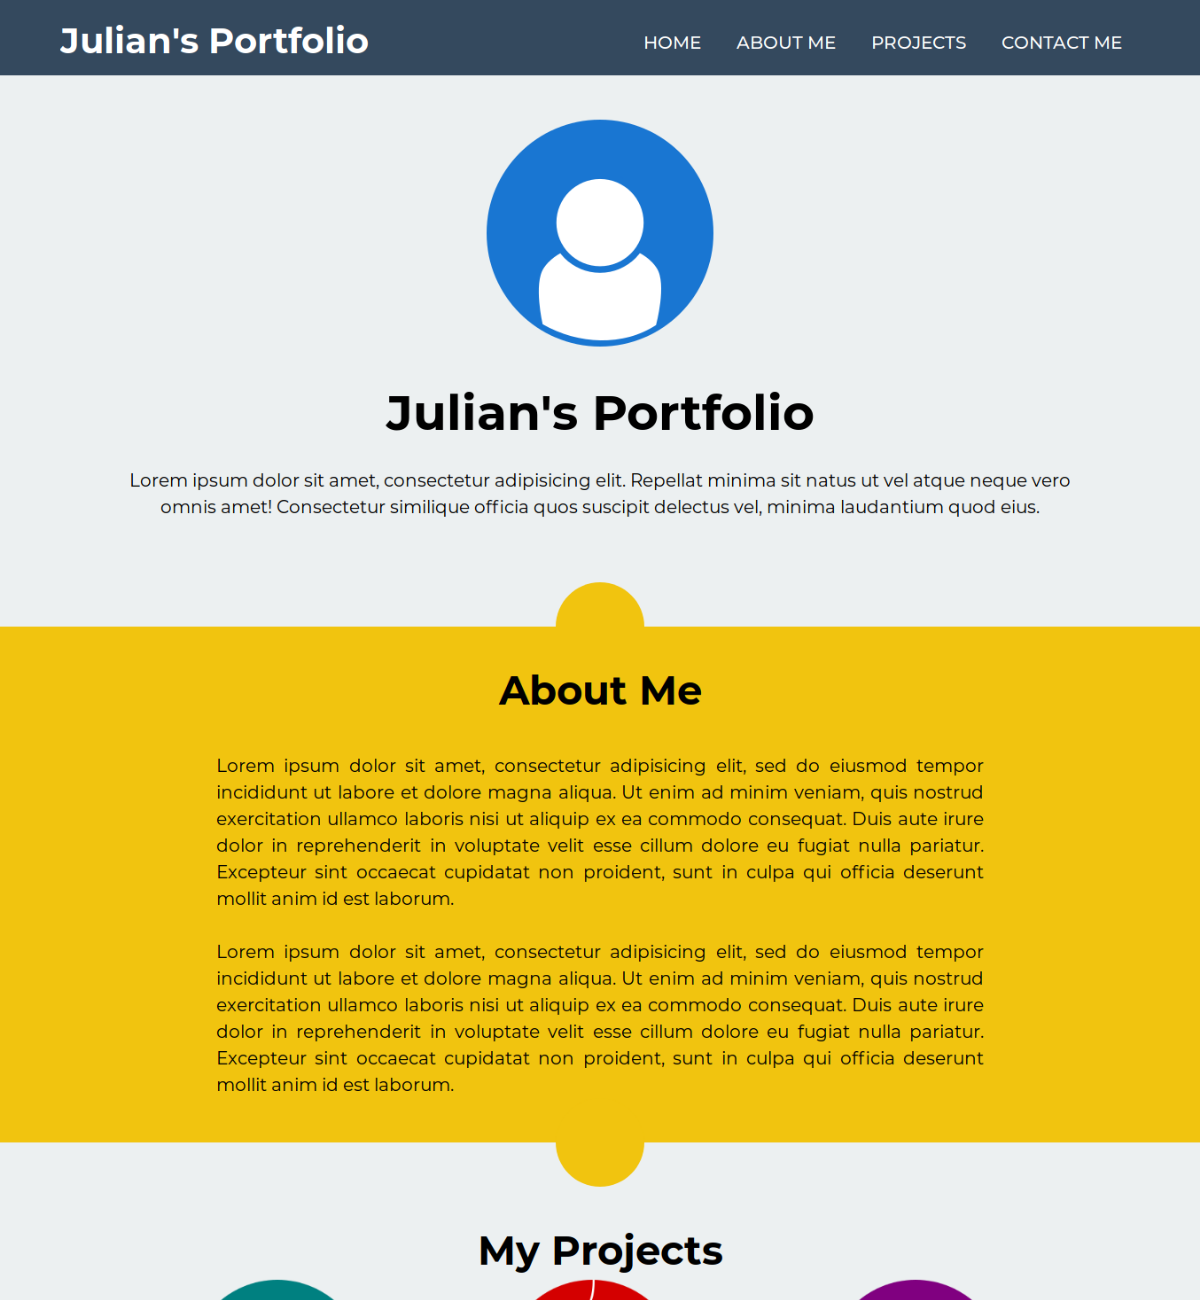 Julian's Portfolio
HOME ABOUT ME PROJECTS CONTACT ME
Julian's Portfolio
Lorem ipsum dolor sit amet, consectetur adipisicing elit. Repellat minima sit natus ut vel atque neque vero
omnis amet! Consectetur similique officia quos suscipit delectus vel, minima laudantium quod eius.
About Me
Lorem ipsum dolor sit amet, consectetur adipisicing elit, sed do eiusmod tempor
incididunt ut labore et dolore magna aliqua. Ut enim ad minim veniam, quis nostrud
exercitation ullamco laboris nisi ut aliquip ex ea commodo consequat. Duis aute irure
dolor in reprehenderit in voluptate velit esse cillum dolore eu fugiat nulla pariatur.
Excepteur sint occaecat cupidatat non proident, sunt in culpa qui officia deserunt
mollit anim id est laborum.
Lorem ipsum dolor sit amet, consectetur adipisicing elit, sed do eiusmod tempor
incididunt ut labore et dolore magna aliqua. Ut enim ad minim veniam, quis nostrud
exercitation ullamco laboris nisi ut aliquip ex ea commodo consequat. Duis aute irure
dolor in reprehenderit in voluptate velit esse cillum dolore eu fugiat nulla pariatur.
Excepteur sint occaecat cupidatat non proident, sunt in culpa qui officia deserunt
mollit anim id est laborum.
My Projects